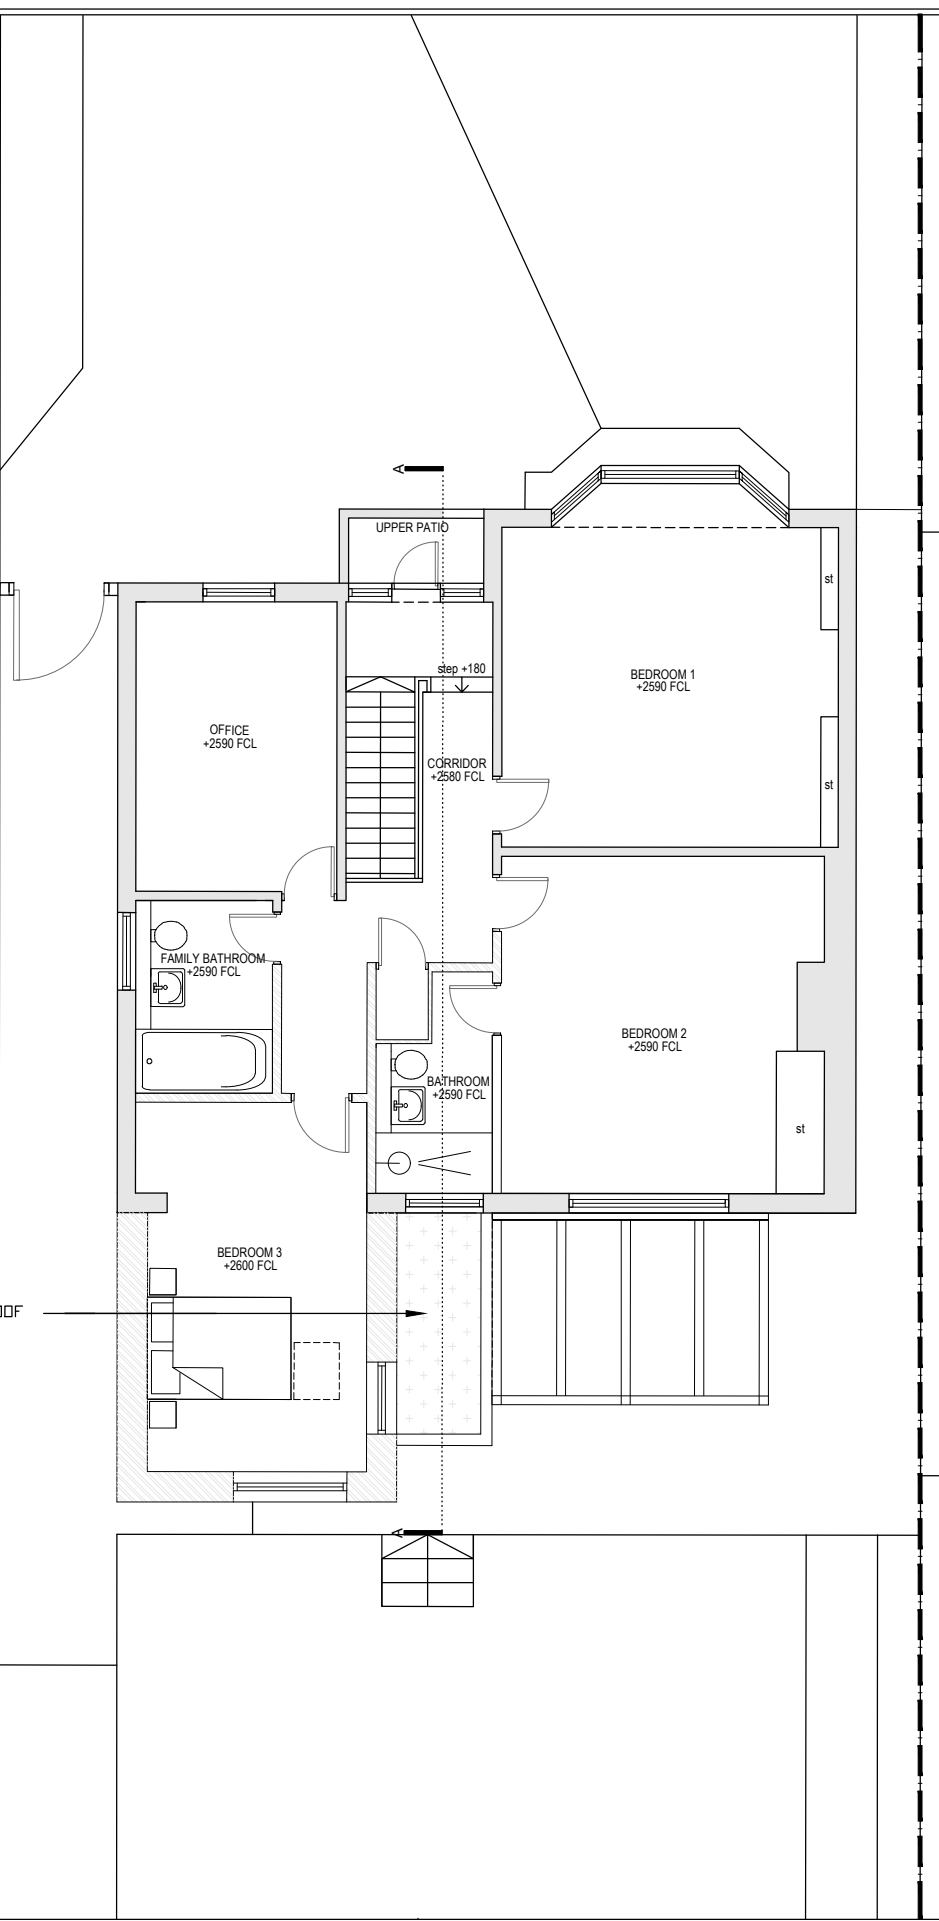 A
UPPER PATIO
st
step +180
BEDROOM 1
+2590 FCL
OFFICE
+2590 FCL
CORRIDOR
+2580 FCL
st
FAMILY BATHROOM
+2590 FCL
BEDROOM 2
+2590 FCL
BATHROOM
+2590 FCL
st
BEDROOM 3
+2600 FCL
OOF
A